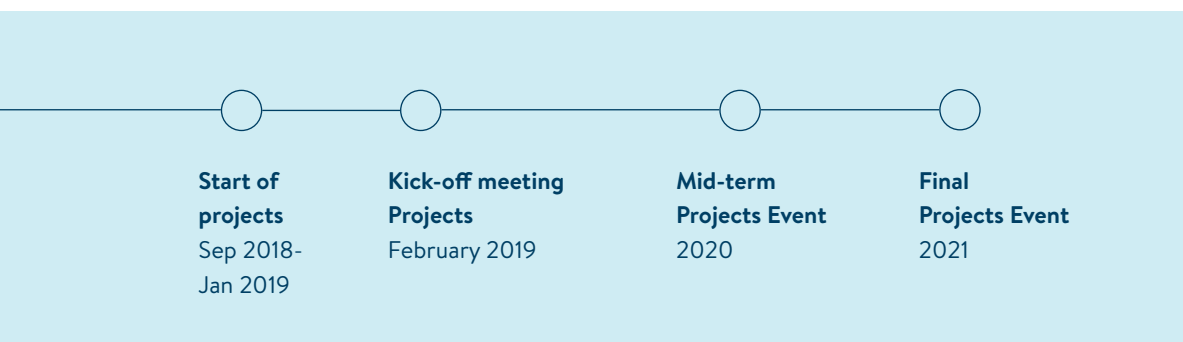 Start of
projects
Sep 2018-
Jan 2019
Kick-off meeting
Projects
February 2019
Mid-term
Projects Event
2020
Final
Projects Event
2021